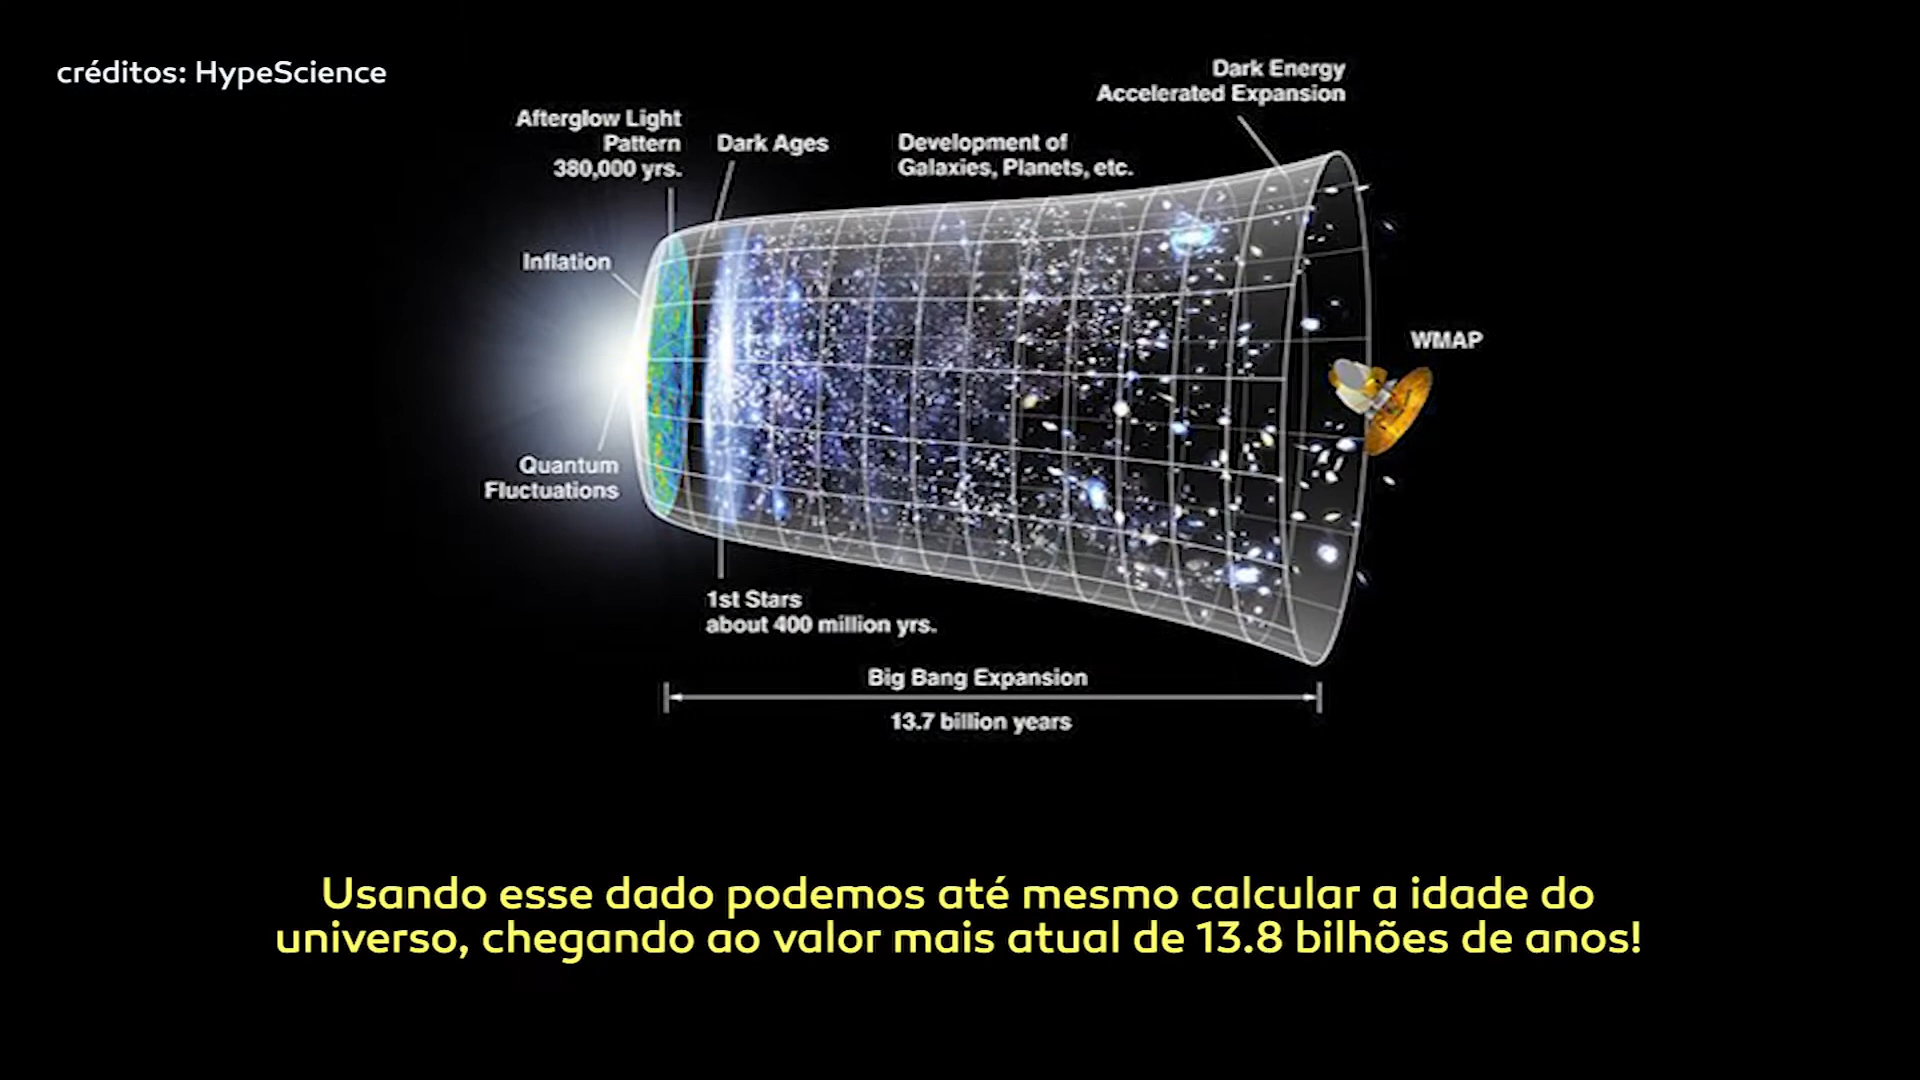 créditos: HypeScience
Dark Energy
Accelerated Expansion
Afterglow Light
Pattern
380,000 yrs.
Dark Ages
Development of
Galaxies, Planets, etc.
Inflation
WMAP
Quantum
Fluctuations
1st Stars
about 400 million yrs.
Big Bang Expansion
13.7 billion years
Usando esse dado podemos até mesmo calcular a idade do
universo, chegando ao valor mais atual de 13.8 bilhões de anos!